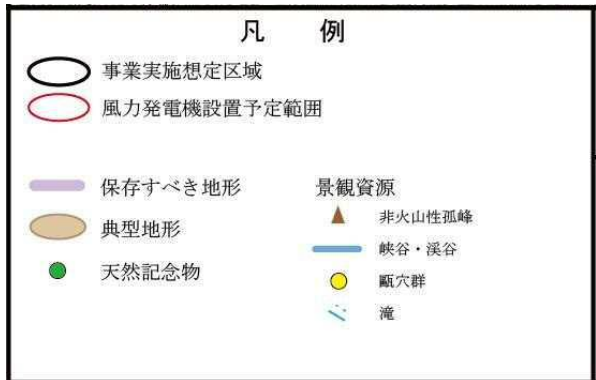 凡　例
事業実施想定区域
風力発電機設置予定範囲
保存すべき地形
典型地形
天然記念物
景観資源
非火山性孤峰
峡谷・渓谷
甌穴群
滝